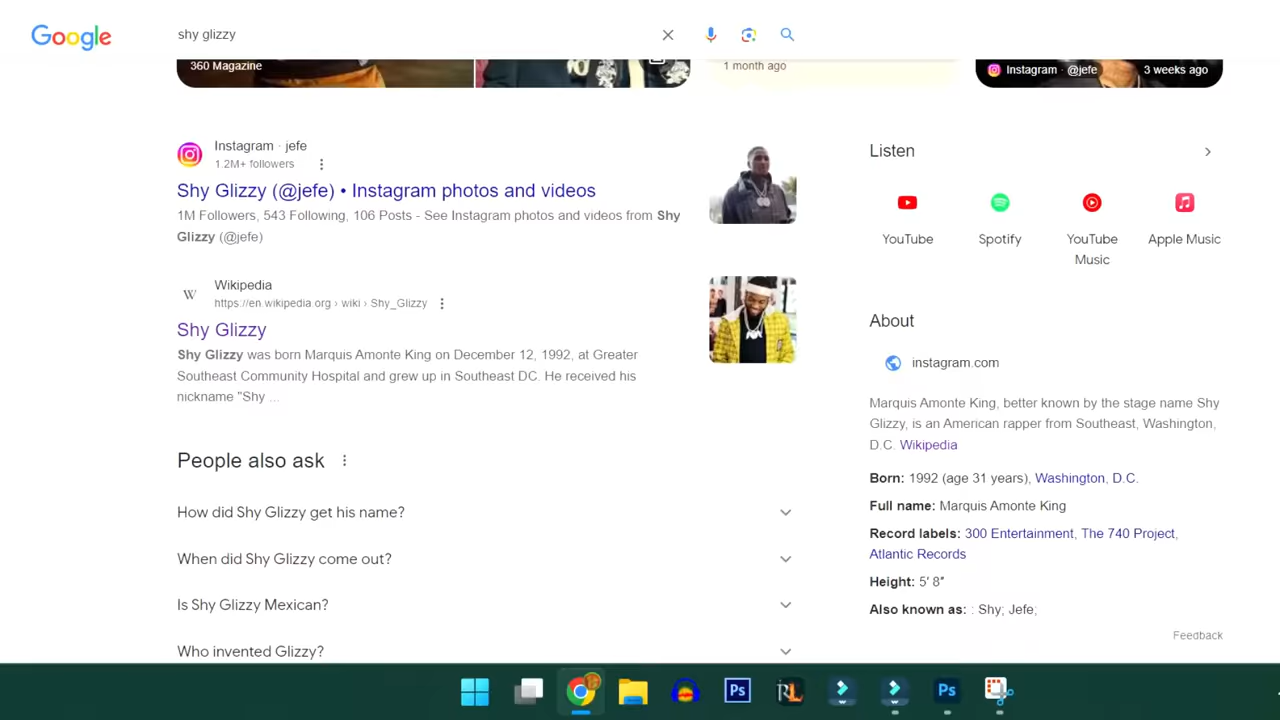 Google
shy glizzy
360 Magazine
1 month ago
Instagram · @jefe
3 weeks ago
Instagram · jefe
1.2M+ followers
Shy Glizzy (@jefe) • Instagram photos and videos
1M Followers, 543 Following, 106 Posts - See Instagram photos and videos from Shy
Glizzy (@jefe)
W
Wikipedia
https://en.wikipedia.org › wiki › Shy_Glizzy
Shy Glizzy
Shy Glizzy was born Marquis Amonte King on December 12, 1992, at Greater
Southeast Community Hospital and grew up in Southeast DC. He received his
nickname "Shy ...
People also ask
How did Shy Glizzy get his name?
When did Shy Glizzy come out?
Is Shy Glizzy Mexican?
Who invented Glizzy?
Listen
YouTube
Spotify
YouTube
Music
Apple Music
About
instagram.com
Marquis Amonte King, better known by the stage name Shy
Glizzy, is an American rapper from Southeast, Washington,
D.C. Wikipedia
Born: 1992 (age 31 years), Washington, D.C.
Full name: Marquis Amonte King
Record labels: 300 Entertainment, The 740 Project,
Atlantic Records
Height: 5′ 8″
Also known as: : Shy; Jefe;
Feedback
Ps
RL
Ps